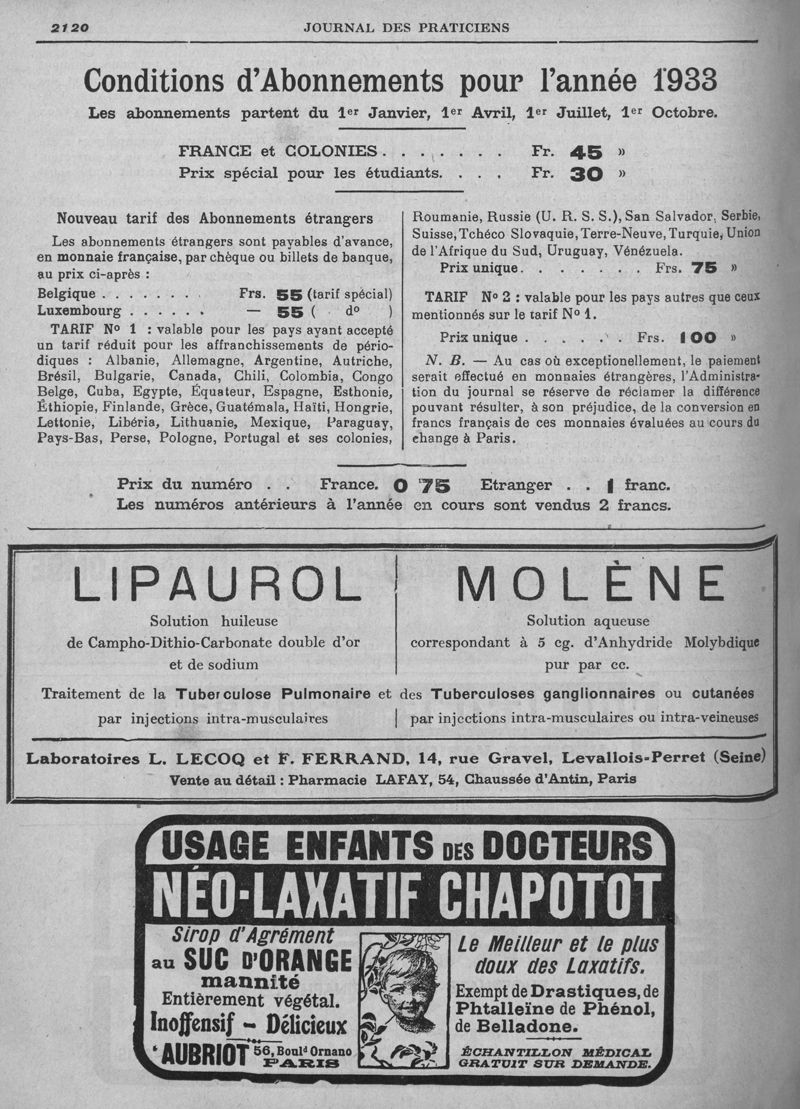 2120
JOURNAL DES PRATICIENS
Conditions d'Abonnements pour l'année 1933
Les abonnements partent du 1er Janvier, 1er Avril, 1er Juillet, 1er Octobre.
FRANCE et COLONIES . . . . . . . Fr. 45 »
Prix spécial pour les étudiants. . . . Fr. 30 »
Nouveau tarif des Abonnements étrangers
Les abonnements étrangers sont payables d'avance,
en monnaie française, par chèque ou billets de banque,
au prix ci-après :
Belgique . . . . . . . . Frs. 55 (tarif spécial)
Luxembourg . . . . . . — 55 ( do )
TARIF No 1 : valable pour les pays ayant accepté
un tarif réduit pour les affranchissements de pério-
diques : Albanie, Allemagne, Argentine, Autriche,
Brésil, Bulgarie, Canada, Chili, Colombia, Congo
Belge, Cuba, Egypte, Équateur, Espagne, Esthonie,
Éthiopie, Finlande, Grèce, Guatémala, Haïti, Hongrie,
Lettonie, Libéria, Lithuanie, Mexique, Paraguay,
Pays-Bas, Perse, Pologne, Portugal et ses colonies,
Roumanie, Russie (U. R. S. S.), San Salvador, Serbie,
Suisse, Tchéco Slovaquie, Terre-Neuve, Turquie, Union
de l'Afrique du Sud, Uruguay, Vénézuela.
Prix unique. . . . . . . Frs. 75 »
TARIF No 2 : valable pour les pays autres que ceux
mentionnés sur le tarif No 1.
Prix unique . . . . . . Frs. 100 »
N. B. — Au cas où exceptionellement, le paiement
serait effectué en monnaies étrangères, l'Administra-
tion du journal se réserve de réclamer la différence
pouvant résulter, à son préjudice, de la conversion en
francs français de ces monnaies évaluées au cours du
change à Paris.
Prix du numéro . . France. 0 75 Etranger . . 1 franc.
Les numéros antérieurs à l'année en cours sont vendus 2 francs.
LIPAUROL
Solution huileuse
de Campho-Dithio-Carbonate double d'or
et de sodium
MOLÈNE
Solution aqueuse
correspondant à 5 cg. d'Anhydride Molybdique
pur par cc.
Traitement de la Tuberculose Pulmonaire et des Tuberculoses ganglionnaires ou cutanées
par injections intra-musculaires | par injections intra-musculaires ou intra-veineuses
Laboratoires L. LECOQ et F. FERRAND, 14, rue Gravel, Levallois-Perret (Seine)
Vente au détail : Pharmacie LAFAY, 54, Chaussée d'Antin, Paris
USAGE ENFANTS DES DOCTEURS
NÉO-LAXATIF CHAPOTOT
Sirop d'Agrément
au SUC D'ORANGE
mannité
Entièrement végétal.
Inoffensif - Délicieux
AUBRIOT 56, Bould Ornano
PARIS
Le Meilleur et le plus
doux des Laxatifs.
Exempt de Drastiques, de
Phtalleïne de Phénol,
de Belladone.
ÉCHANTILLON MÉDICAL
GRATUIT SUR DEMANDE.